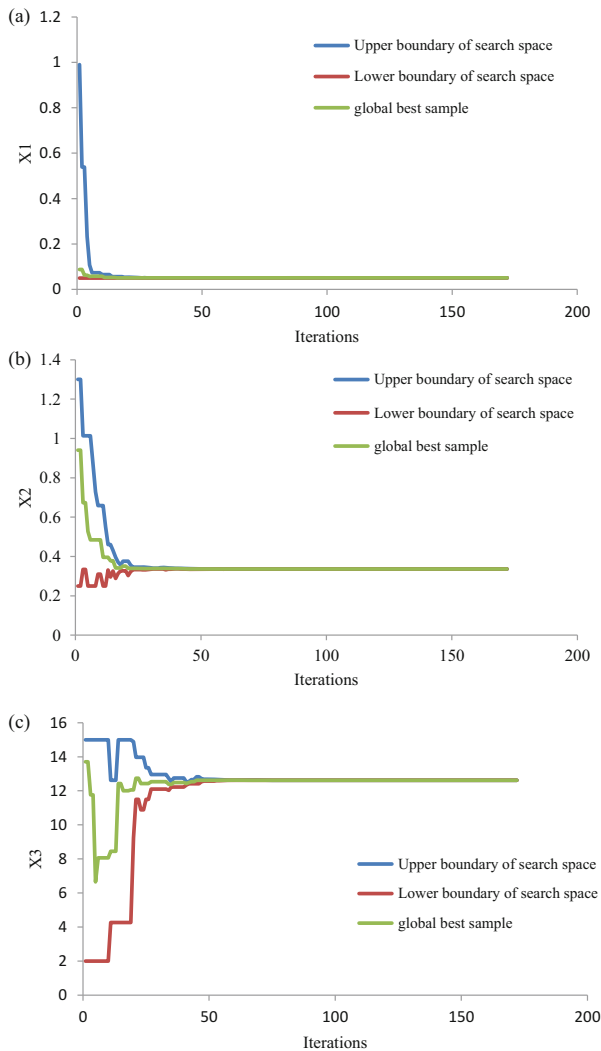 (a)
1.2
1
0.8
0.6
0.4
0.2
0
X1
Upper boundary of search space
Lower boundary of search space
global best sample
0 50 100 150 200
Iterations
(b)
1.4
1.2
1
0.8
0.6
0.4
0.2
0
X2
Upper boundary of search space
Lower boundary of search space
global best sample
0 50 100 150 200
Iterations
(c)
16
14
12
10
8
6
4
2
0
X3
Upper boundary of search space
Lower boundary of search space
global best sample
0 50 100 150 200
Iterations